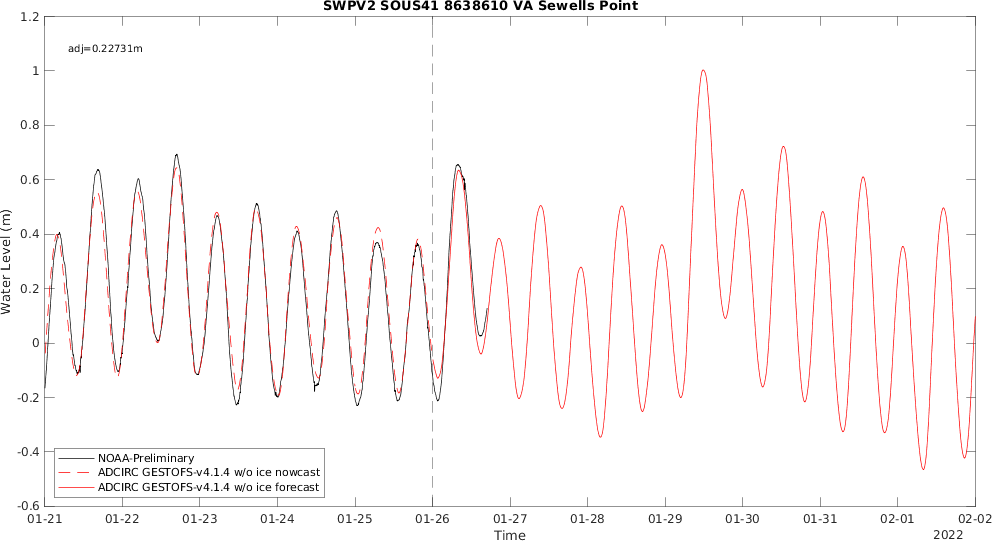 SWPV2 SOUS41 8638610 VA Sewells Point
adj=0.22731m
1.2
1
0.8
0.6
0.4
0.2
0
-0.2
-0.4
-0.6
Water Level (m)
NOAA-Preliminary
ADCIRC GESTOFS-v4.1.4 w/o ice nowcast
ADCIRC GESTOFS-v4.1.4 w/o ice forecast
01-21 01-22 01-23 01-24 01-25 01-26 01-27 01-28 01-29 01-30 01-31 02-01 02-02
Time
2022